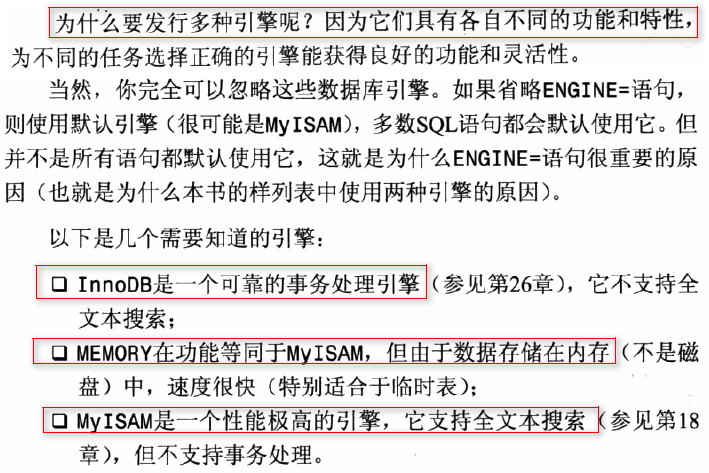 为什么要发行多种引擎呢？因为它们具有各自不同的功能和特性，
为不同的任务选择正确的引擎能获得良好的功能和灵活性。
当然，你完全可以忽略这些数据库引擎。如果省略ENGINE=语句，
则使用默认引擎（很可能是MyISAM），多数SQL语句都会默认使用它。但
并不是所有语句都默认使用它，这就是为什么ENGINE=语句很重要的原
因（也就是为什么本书的样列表中使用两种引擎的原因）。
以下是几个需要知道的引擎：
❑ InnoDB是一个可靠的事务处理引擎（参见第26章），它不支持全
文本搜索；
❑ MEMORY在功能等同于MyISAM，但由于数据存储在内存（不是磁
盘）中，速度很快（特别适合于临时表）；
❑ MyISAM是一个性能极高的引擎，它支持全文本搜索（参见第18
章），但不支持事务处理。